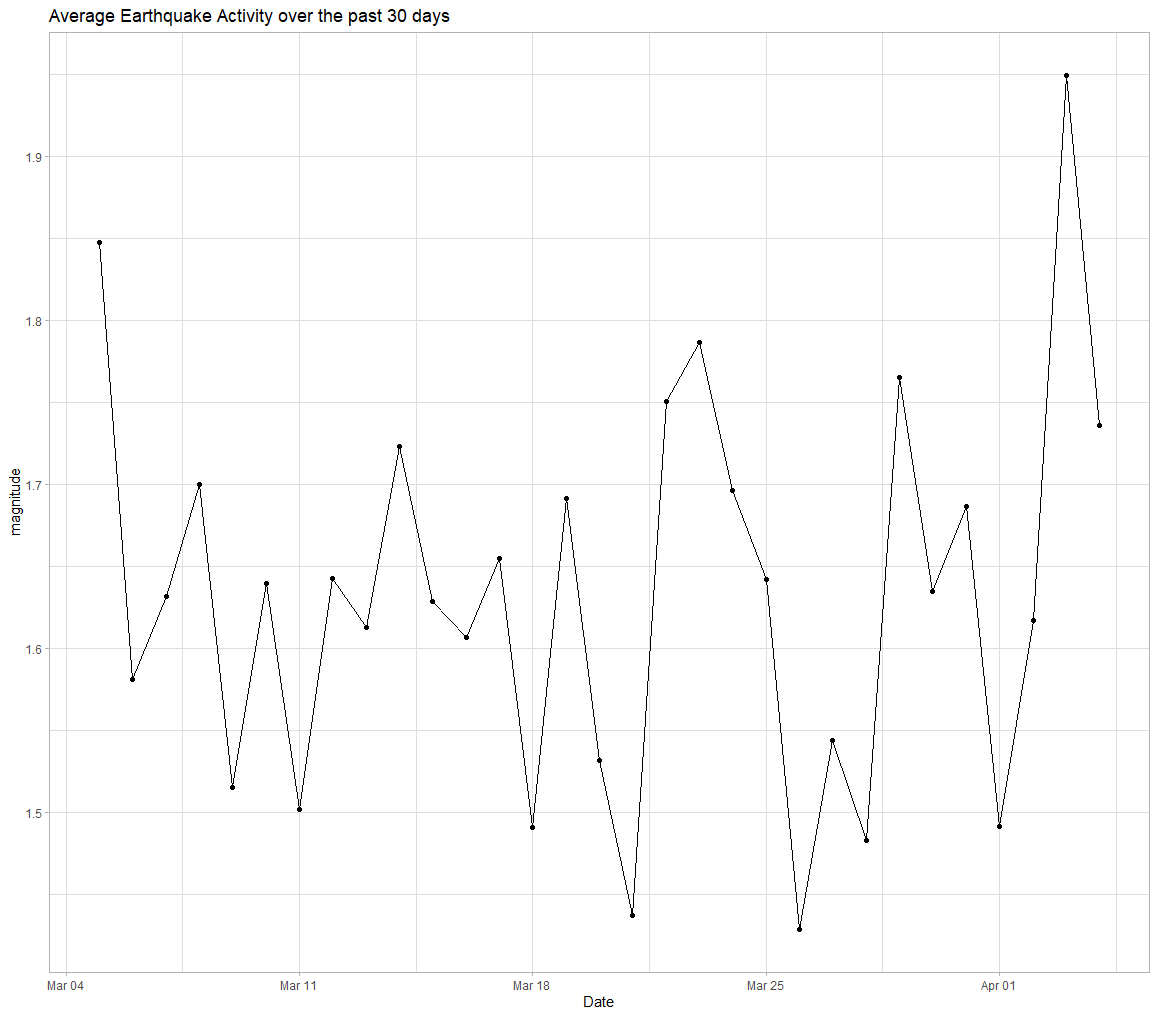 Average Earthquake Activity over the past 30 days
magnitude
1.9
1.8
1.7
1.6
1.5
Mar 04
Mar 11
Mar 18
Mar 25
Apr 01
Date